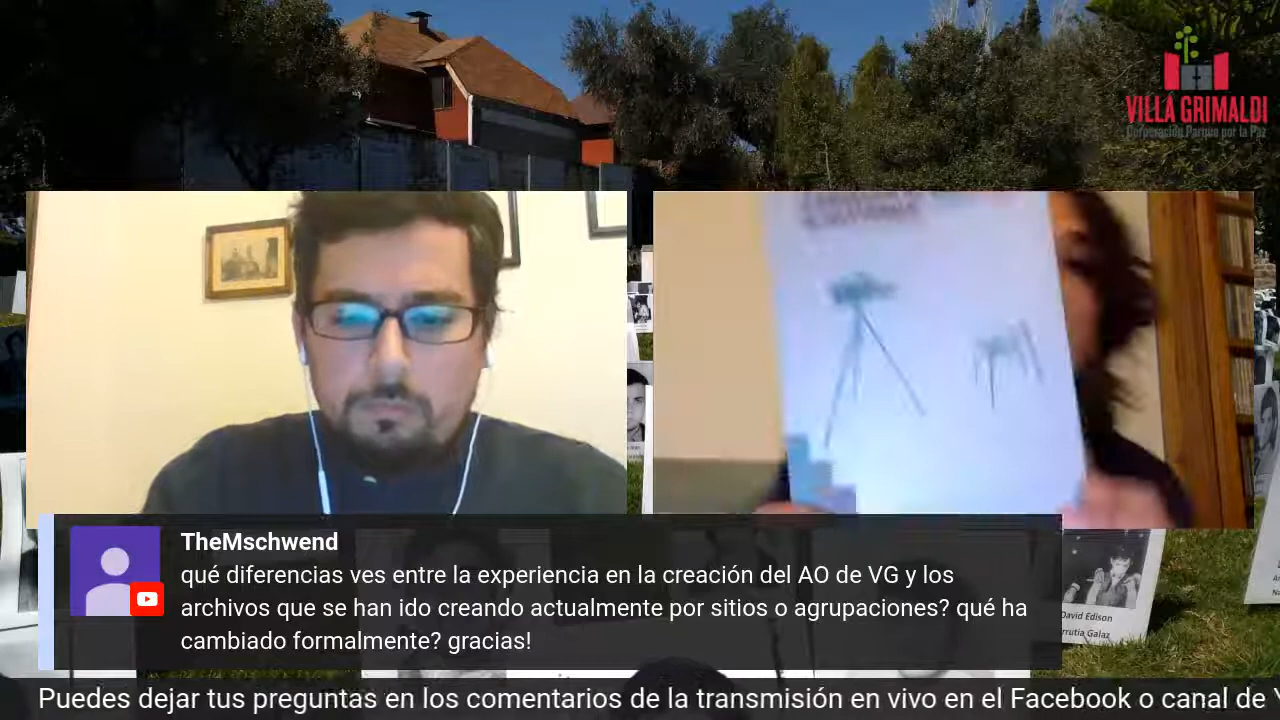 VILLA GRIMALDI
Corporación Parque por la Paz
TheMschwend
qué diferencias ves entre la experiencia en la creación del AO de VG y los
archivos que se han ido creando actualmente por sitios o agrupaciones? qué ha
cambiado formalmente? gracias!
David Edison
rrutia Galaz
Puedes dejar tus preguntas en los comentarios de la transmisión en vivo en el Facebook o canal de Y